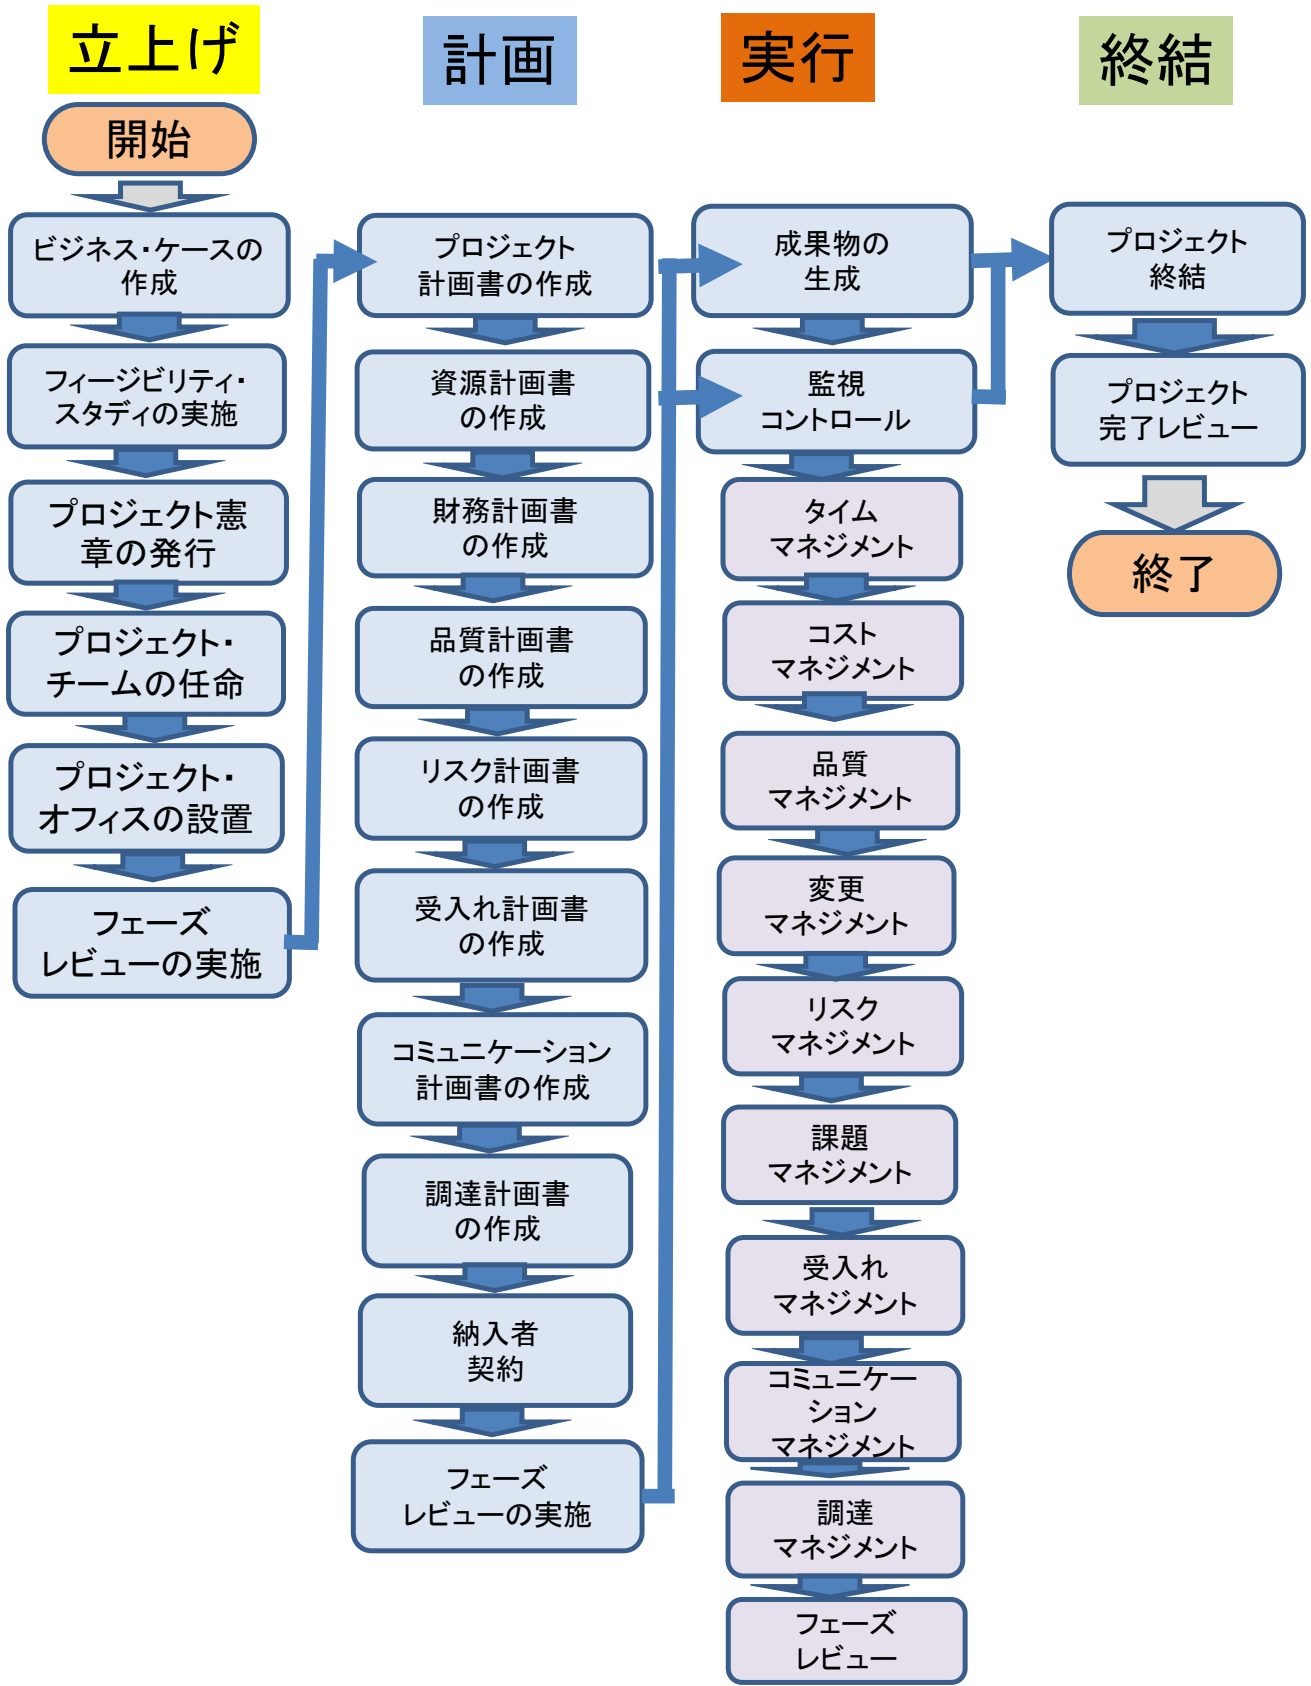 立上げ
開始
ビジネス・ケースの
作成
フィージビリティ・
スタディの実施
プロジェクト憲
章の発行
プロジェクト・
チームの任命
プロジェクト・
オフィスの設置
フェーズ
レビューの実施
計画
プロジェクト
計画書の作成
資源計画書
の作成
財務計画書
の作成
品質計画書
の作成
リスク計画書
の作成
受入れ計画書
の作成
コミュニケーション
計画書の作成
調達計画書
の作成
納入者
契約
フェーズ
レビューの実施
実行
成果物の
生成
監視
コントロール
タイム
マネジメント
コスト
マネジメント
品質
マネジメント
変更
マネジメント
リスク
マネジメント
課題
マネジメント
受入れ
マネジメント
コミュニケー
ション
マネジメント
調達
マネジメント
フェーズ
レビュー
終結
プロジェクト
終結
プロジェクト
完了レビュー
終了